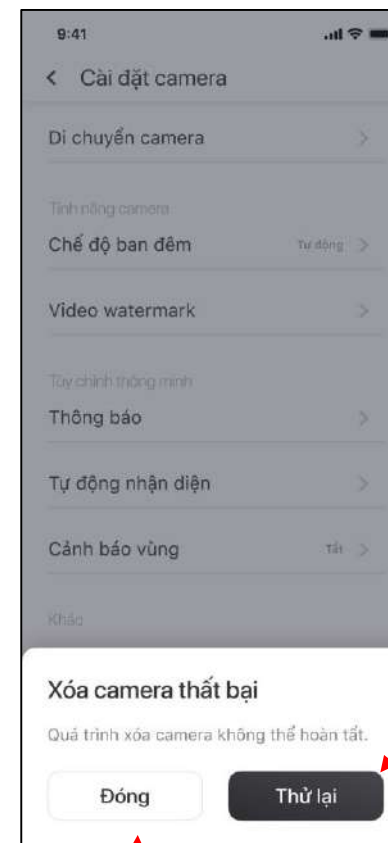 9:41
Cài dặt camera
Di chuyển camera
Tính năng camera
Chế độ ban đêm
Tự động
Video watermark
Tùy chỉnh thông minh
Thông báo
Tự động nhận diện
Cảnh báo vùng
Tắt
Khác
Xóa camera thất bại
Quá trình xóa camera không thể hoàn tất.
Đóng
Thử lại